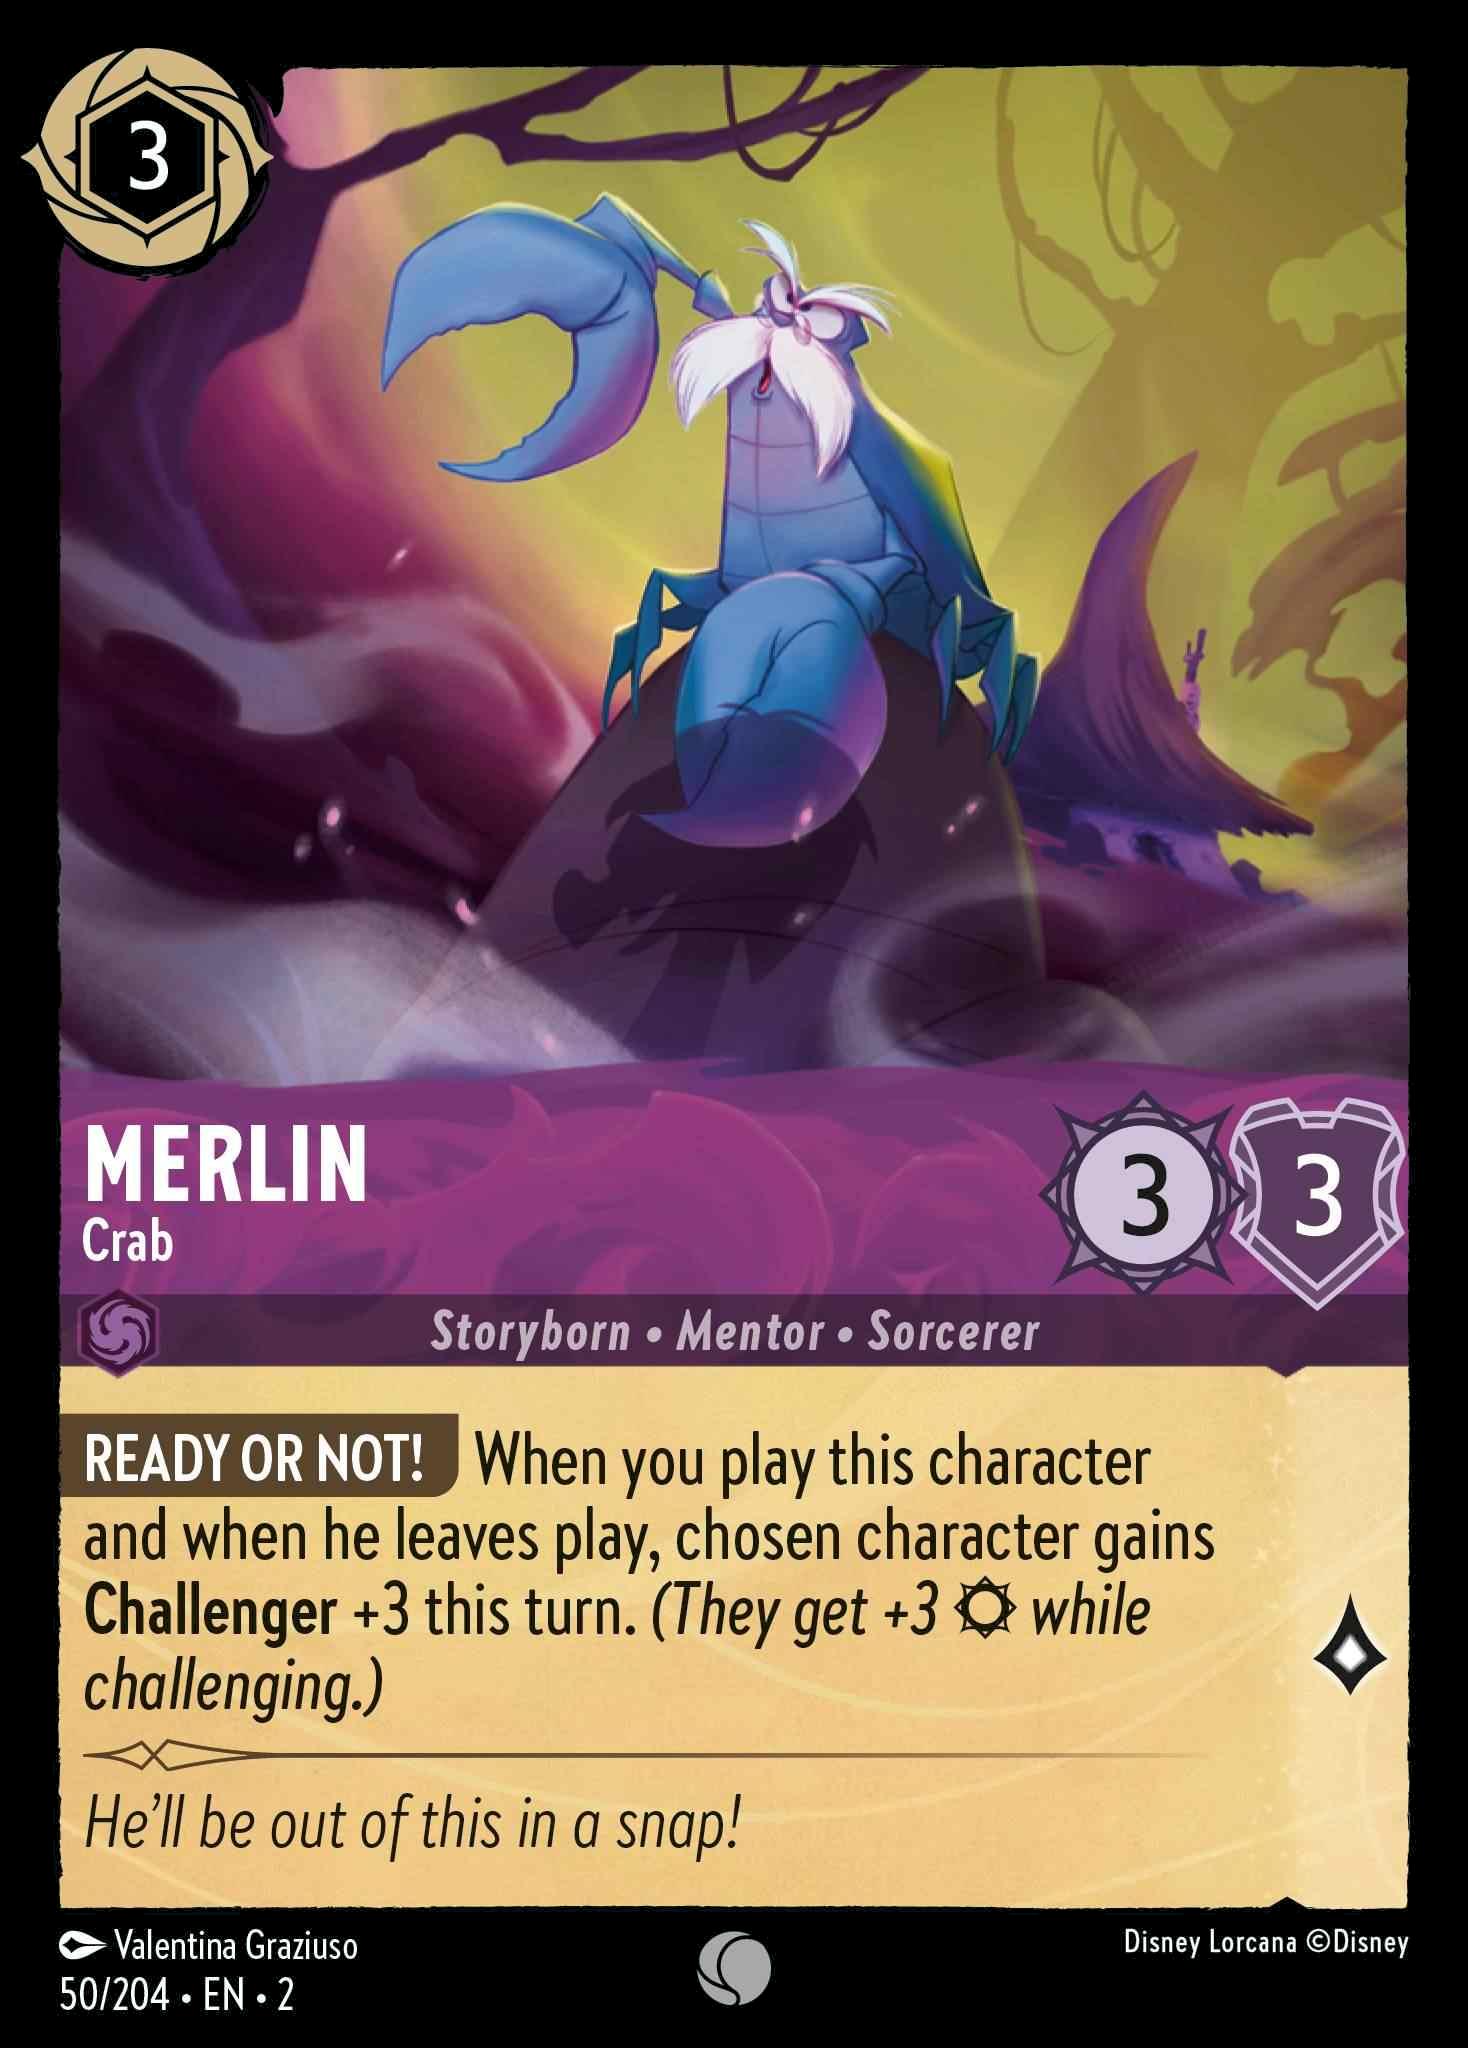 3
MERLIN
Crab
3 3
Storyborn • Mentor • Sorcerer
READY OR NOT! When you play this character
and when he leaves play, chosen character gains
Challenger +3 this turn. (They get +3 while
challenging.)
He'll be out of this in a snap!
Valentina Graziuso
Disney Lorcana ©Disney
50/204 • EN • 2